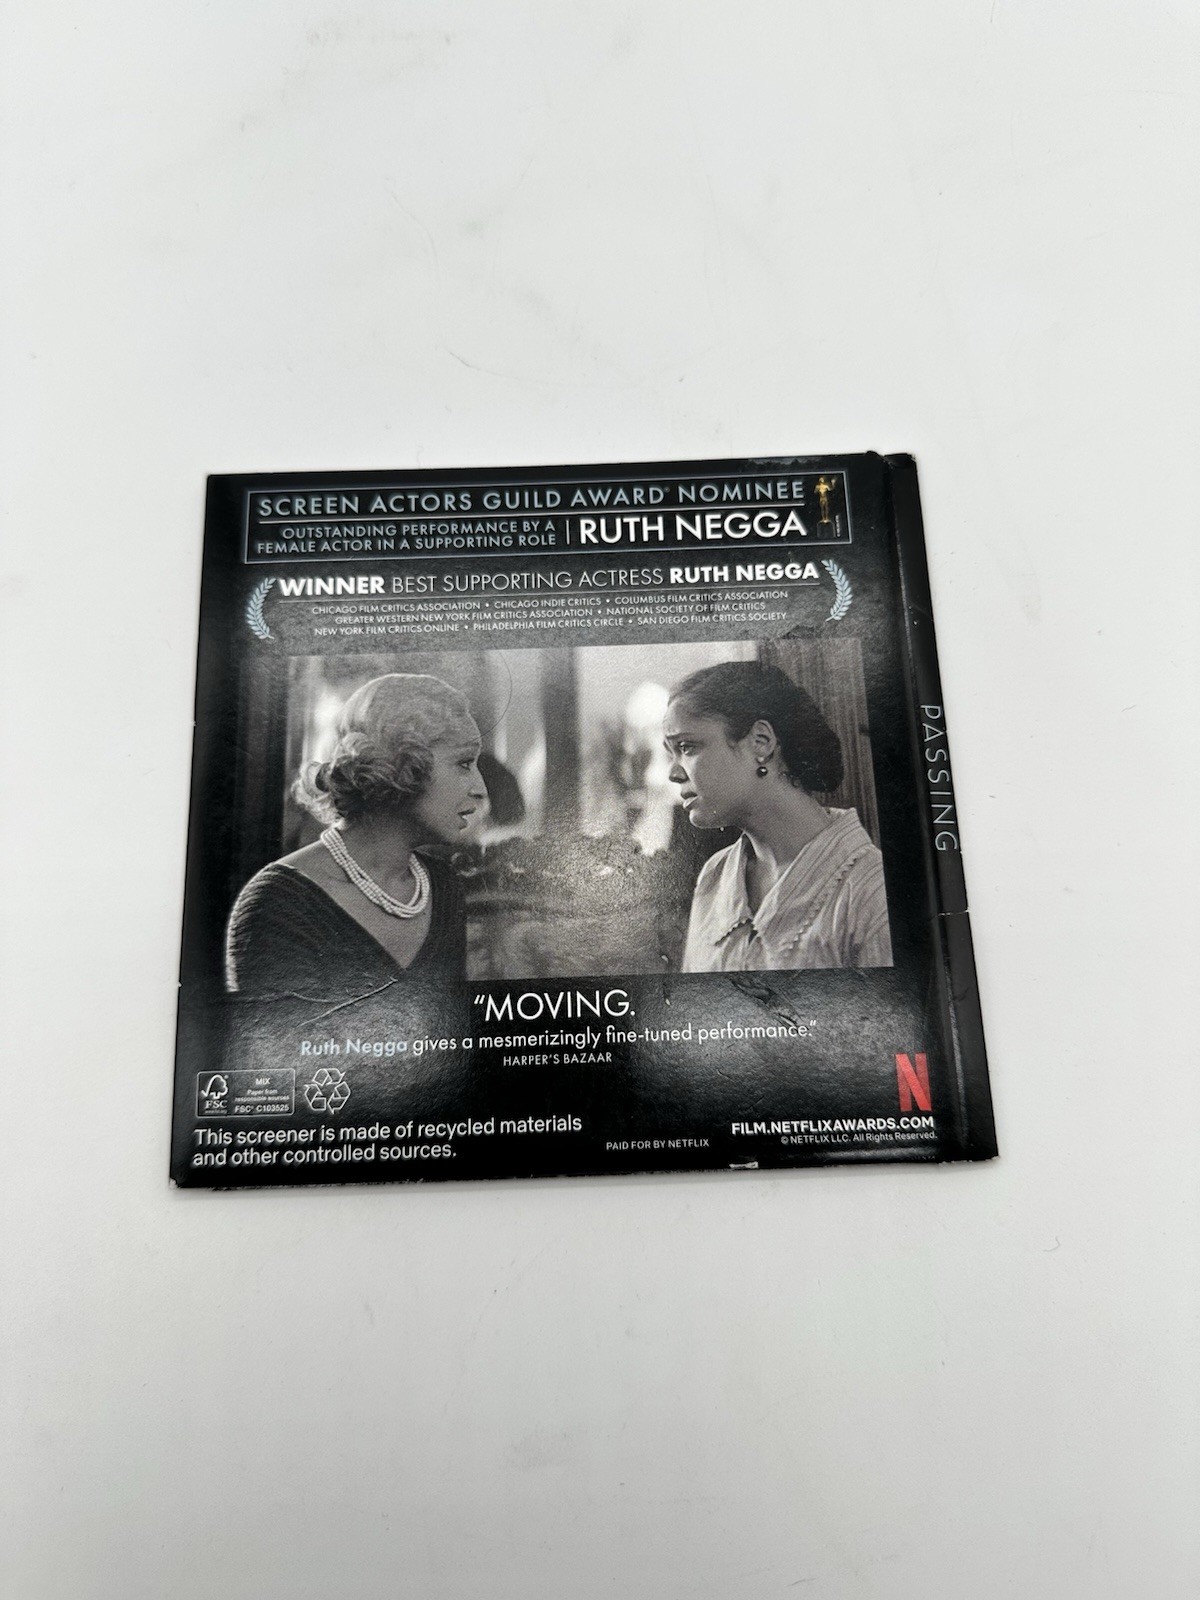 SCREEN ACTORS GUILD AWARD® NOMINEE
OUTSTANDING PERFORMANCE BY A
FEMALE ACTOR IN A SUPPORTING ROLE
RUTH NEGGA
WINNER BEST SUPPORTING ACTRESS RUTH NEGGA
CHICAGO FILM CRITICS ASSOCIATION • CHICAGO INDIE CRITICS • COLUMBUS FILM CRITICS ASSOCIATION
GREATER WESTERN NEW YORK FILM CRITICS ASSOCIATION • NATIONAL SOCIETY OF FILM CRITICS
NEW YORK FILM CRITICS ONLINE • PHILADELPHIA FILM CRITICS CIRCLE • SAN DIEGO FILM CRITICS SOCIETY
PASSING
"MOVING.
Ruth Negga gives a mesmerizingly fine-tuned performance."
HARPER'S BAZAAR
FSC
MIX
Paper from
responsible sources
FSC® C103525
This screener is made of recycled materials
and other controlled sources.
PAID FOR BY NETFLIX
N
FILM.NETFLIXAWARDS.COM
© NETFLIX LLC. All Rights Reserved.